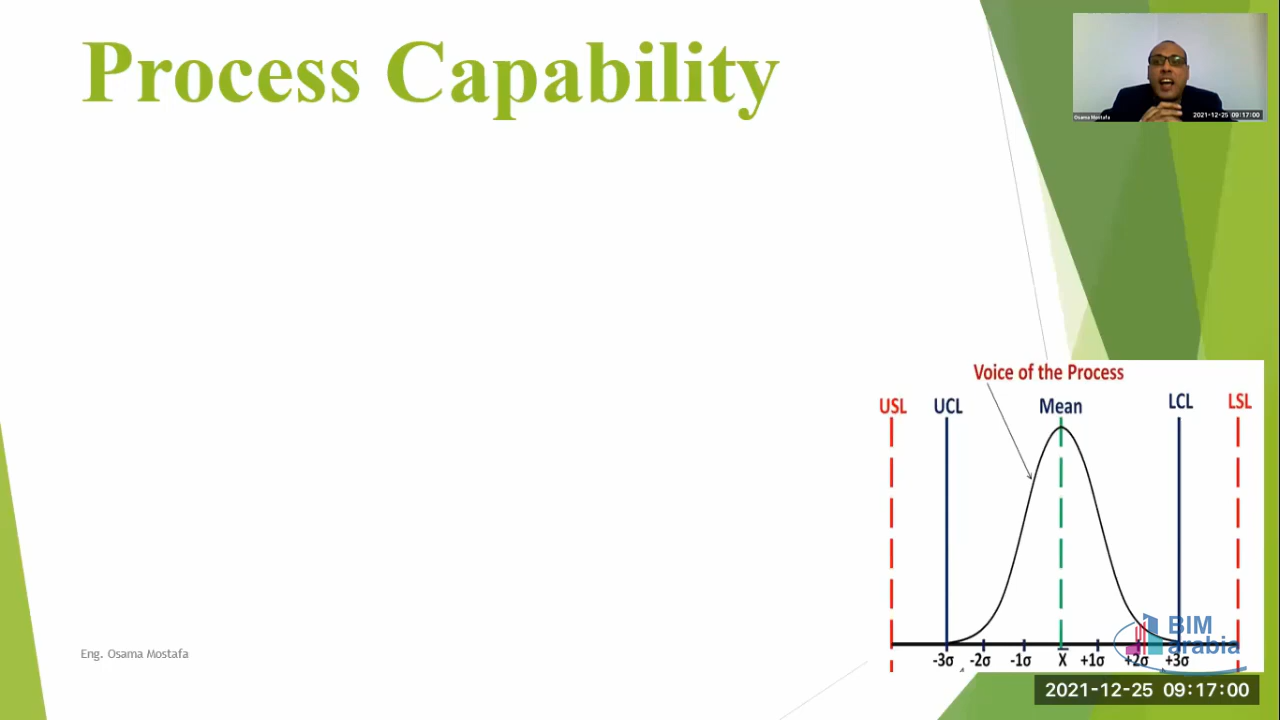 Process Capability
Osama Mostafa
2021-12-25 09:17:00
Voice of the Process
USL UCL Mean LCL LSL
-3σ -2σ -1σ X̅ +1σ +2σ +3σ
BIM
arabia
Eng. Osama Mostafa
2021-12-25 09:17:00